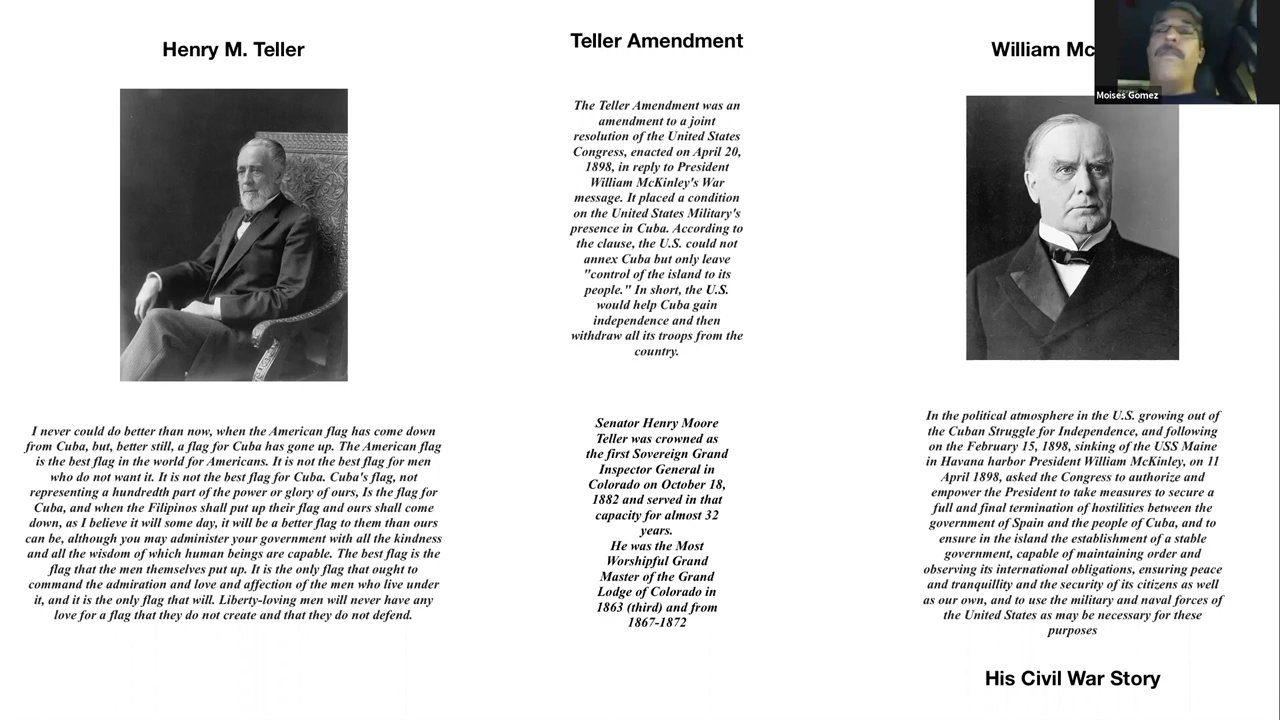 Henry M. Teller
I never could do better than now, when the American flag has come down
from Cuba, but, better still, a flag for Cuba has gone up. The American flag
is the best flag in the world for Americans. It is not the best flag for men
who do not want it. It is not the best flag for Cuba. Cuba's flag, not
representing a hundredth part of the power or glory of ours, Is the flag for
Cuba, and when the Filipinos shall put up their flag and ours shall come
down, as I believe it will some day, it will be a better flag to them than ours
can be, although you may administer your government with all the kindness
and all the wisdom of which human beings are capable. The best flag is the
flag that the men themselves put up. It is the only flag that ought to
command the admiration and love and affection of the men who live under
it, and it is the only flag that will. Liberty-loving men will never have any
love for a flag that they do not create and that they do not defend.
Teller Amendment
The Teller Amendment was an
amendment to a joint
resolution of the United States
Congress, enacted on April 20,
1898, in reply to President
William McKinley's War
message. It placed a condition
on the United States Military's
presence in Cuba. According to
the clause, the U.S. could not
annex Cuba but only leave
"control of the island to its
people." In short, the U.S.
would help Cuba gain
independence and then
withdraw all its troops from the
country.
Senator Henry Moore
Teller was crowned as
the first Sovereign Grand
Inspector General in
Colorado on October 18,
1882 and served in that
capacity for almost 32
years.
He was the Most
Worshipful Grand
Master of the Grand
Lodge of Colorado in
1863 (third) and from
1867-1872
William Mc
Moises Gomez
In the political atmosphere in the U.S. growing out of
the Cuban Struggle for Independence, and following
on the February 15, 1898, sinking of the USS Maine
in Havana harbor President William McKinley, on 11
April 1898, asked the Congress to authorize and
empower the President to take measures to secure a
full and final termination of hostilities between the
government of Spain and the people of Cuba, and to
ensure in the island the establishment of a stable
government, capable of maintaining order and
observing its international obligations, ensuring peace
and tranquillity and the security of its citizens as well
as our own, and to use the military and naval forces of
the United States as may be necessary for these
purposes
His Civil War Story